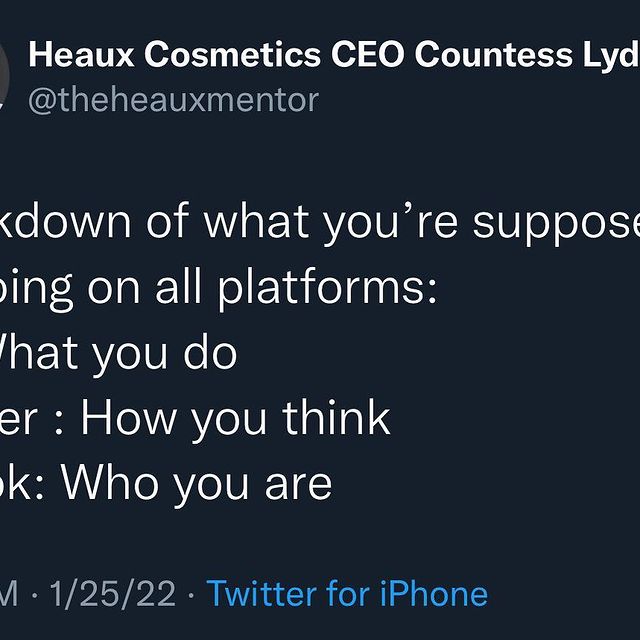 Heaux Cosmetics CEO Countess Lyd
@theheauxmentor
kdown of what you’re suppose
oing on all platforms:
What you do
er : How you think
ok: Who you are
M · 1/25/22 · Twitter for iPhone